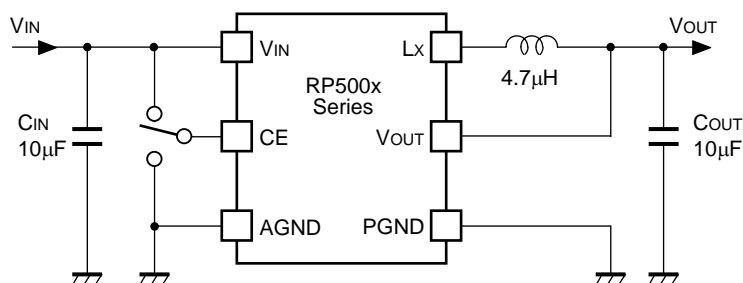 VIN
VIN
LX
VOUT
RP500x
Series
4.7μH
CIN
10μF
CE
VOUT
COUT
10μF
AGND
PGND